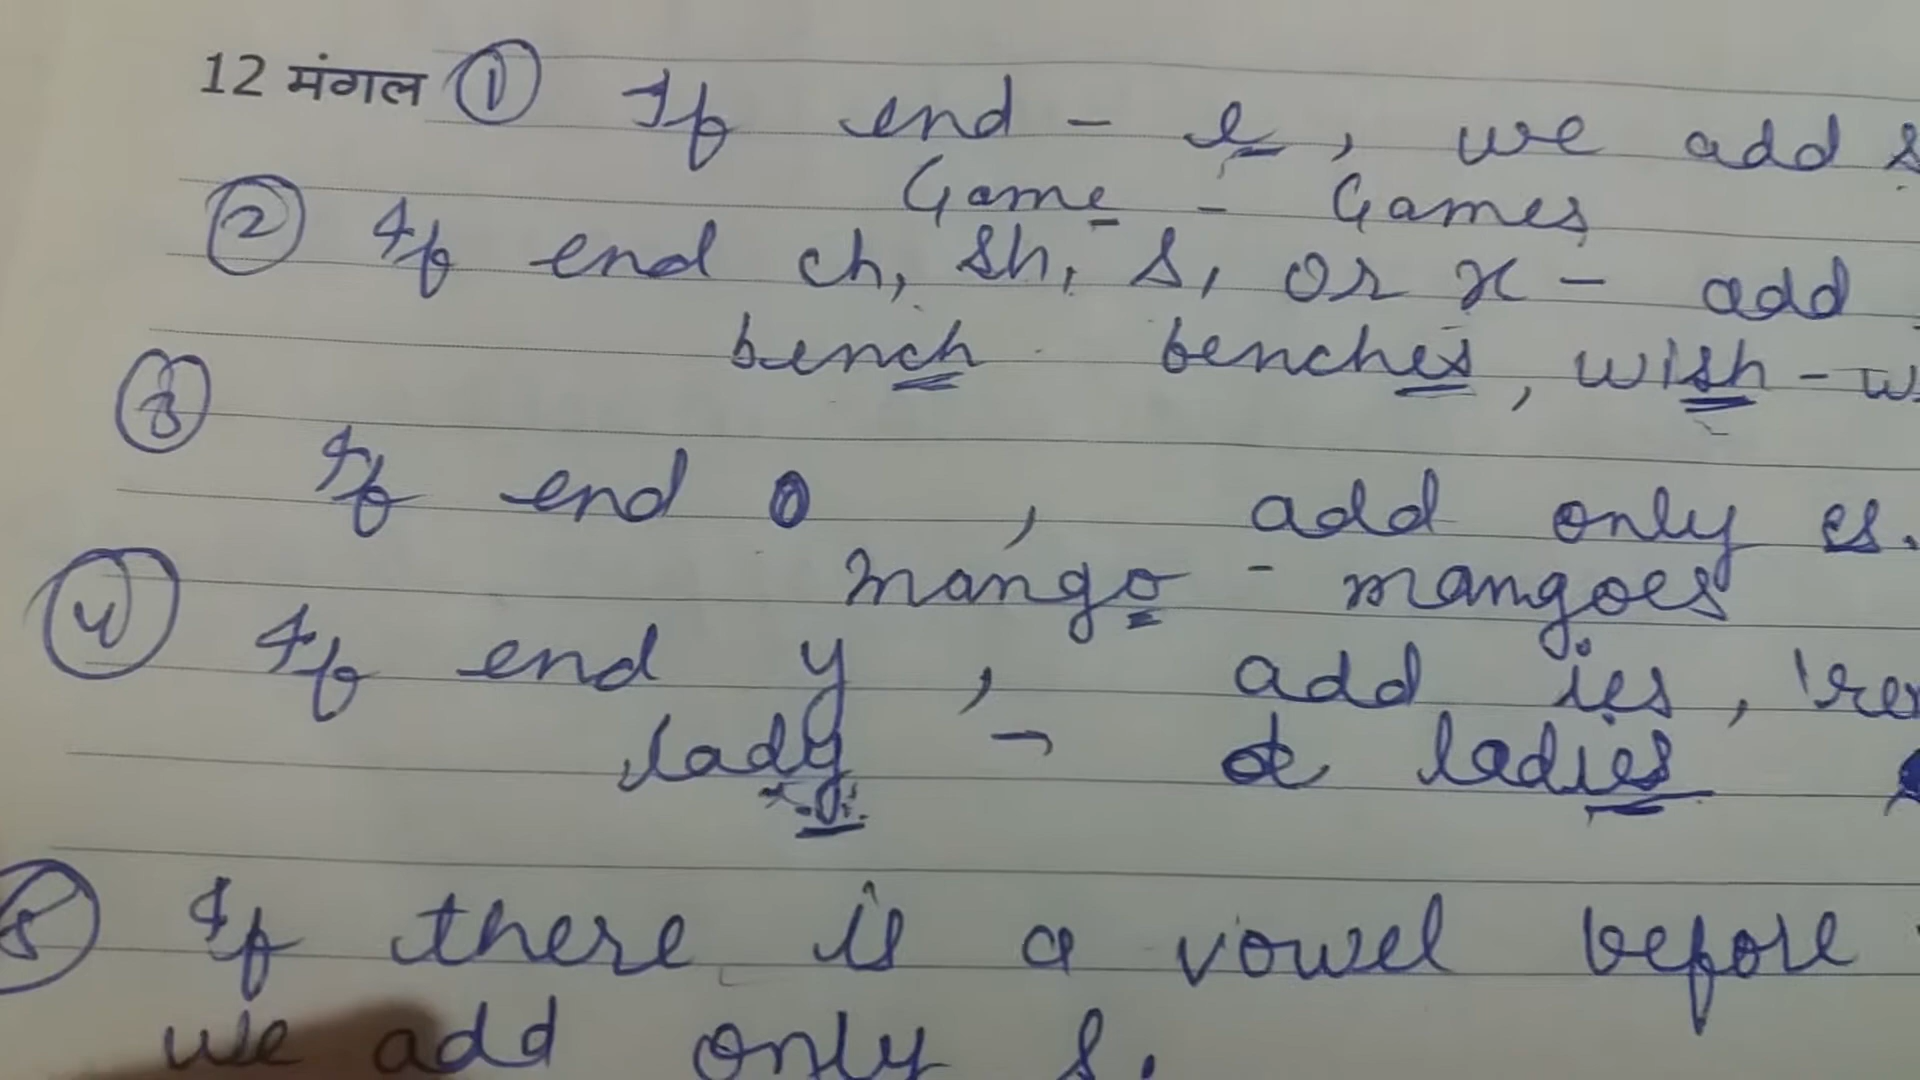 12 मंगल ① If end - e, we add s
Game - Games
② If end ch, sh, s, or x - add
bench benches, wish - w
③
If end o, add only es.
mango - mangoes
④ If end y, add ies,
lady - ladies
⑤ If there is a vowel before
we add only s.